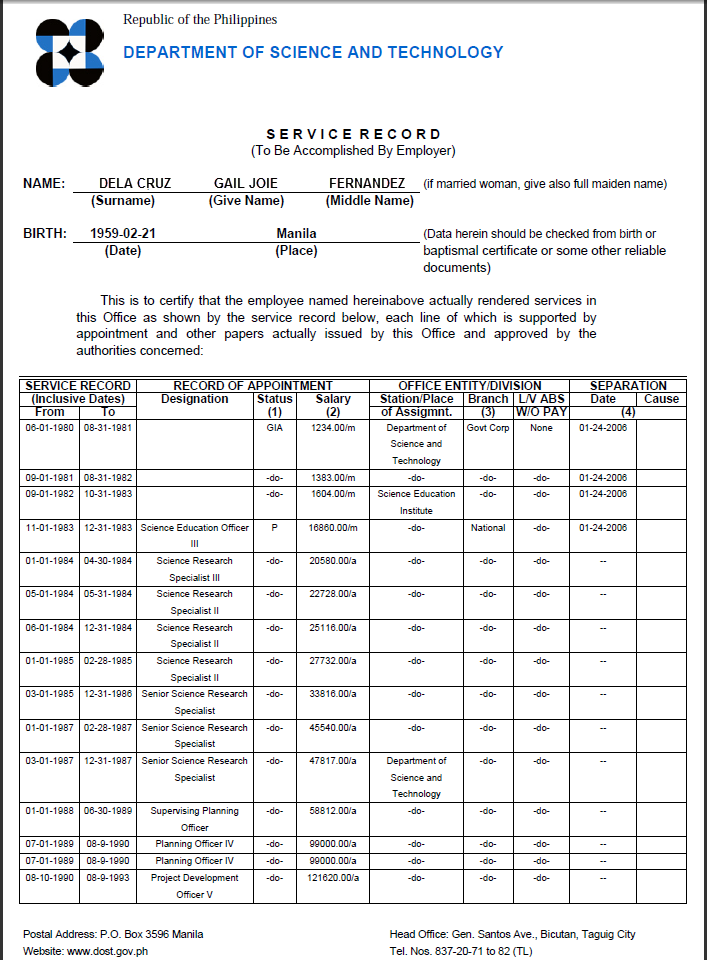 Republic of the Philippines
DEPARTMENT OF SCIENCE AND TECHNOLOGY
S E R V I C E R E C O R D
(To Be Accomplished By Employer)
NAME: DELA CRUZ GAIL JOIE FERNANDEZ (if married woman, give also full maiden name)
(Surname) (Give Name) (Middle Name)
BIRTH: 1959-02-21 Manila (Data herein should be checked from birth or
(Date) (Place) baptismal certificate or some other reliable
documents)
This is to certify that the employee named hereinabove actually rendered services in
this Office as shown by the service record below, each line of which is supported by
appointment and other papers actually issued by this Office and approved by the
authorities concerned:
SERVICE RECORD RECORD OF APPOINTMENT OFFICE ENTITY/DIVISION SEPARATION
(Inclusive Dates) Designation Status Salary Station/Place Branch L/V ABS Date Cause
From To (1) (2) of Assigmnt. (3) W/O PAY (4)
06-01-1980 08-31-1981 GIA 1234.00/m Department of Govt Corp None 01-24-2006
Science and
Technology
09-01-1981 08-31-1982 -do- 1383.00/m -do- -do- -do- 01-24-2006
09-01-1982 10-31-1983 -do- 1604.00/m Science Education -do- -do- 01-24-2006
Institute
11-01-1983 12-31-1983 Science Education Officer P 16860.00/m -do- National -do- 01-24-2006
III
01-01-1984 04-30-1984 Science Research -do- 20580.00/a -do- -do- -do- --
Specialist III
05-01-1984 05-31-1984 Science Research -do- 22728.00/a -do- -do- -do- --
Specialist II
06-01-1984 12-31-1984 Science Research -do- 25116.00/a -do- -do- -do- --
Specialist II
01-01-1985 02-28-1985 Science Research -do- 27732.00/a -do- -do- -do- --
Specialist II
03-01-1985 12-31-1986 Senior Science Research -do- 33816.00/a -do- -do- -do- --
Specialist
01-01-1987 02-28-1987 Senior Science Research -do- 45540.00/a -do- -do- -do- --
Specialist
03-01-1987 12-31-1987 Senior Science Research -do- 47817.00/a Department of -do- -do- --
Specialist Science and
Technology
01-01-1988 06-30-1989 Supervising Planning -do- 58812.00/a -do- -do- -do- --
Officer
07-01-1989 08-9-1990 Planning Officer IV -do- 99000.00/a -do- -do- -do- --
07-01-1989 08-9-1990 Planning Officer IV -do- 99000.00/a -do- -do- -do- --
08-10-1990 08-9-1993 Project Development -do- 121620.00/a -do- -do- -do- --
Officer V
Postal Address: P.O. Box 3596 Manila Head Office: Gen. Santos Ave., Bicutan, Taguig City
Website: www.dost.gov.ph Tel. Nos. 837-20-71 to 82 (TL)